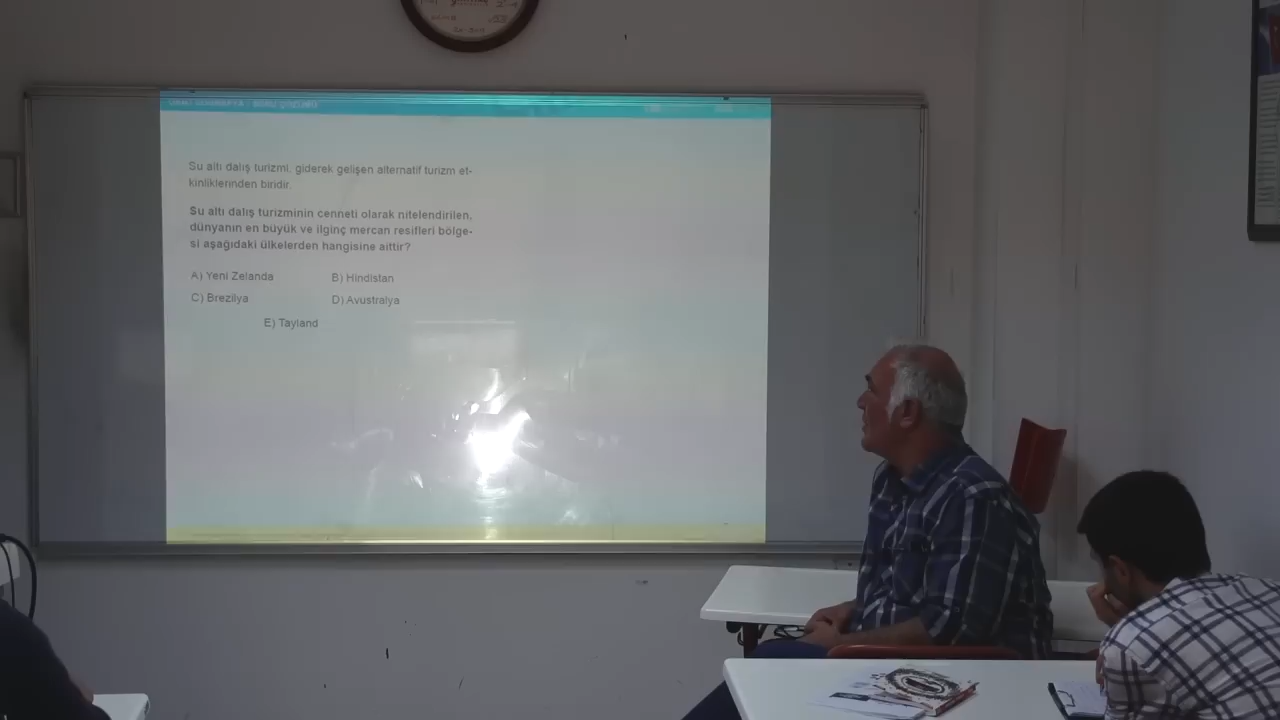 Su altı dalış turizmi, giderek gelişen alternatif turizm et-
kinliklerinden biridir.
Su altı dalış turizminin cenneti olarak nitelendirilen,
dünyanın en büyük ve ilginç mercan resifleri bölge-
si aşağıdaki ülkelerden hangisine aittir?
A) Yeni Zelanda B) Hindistan
C) Brezilya D) Avustralya
E) Tayland